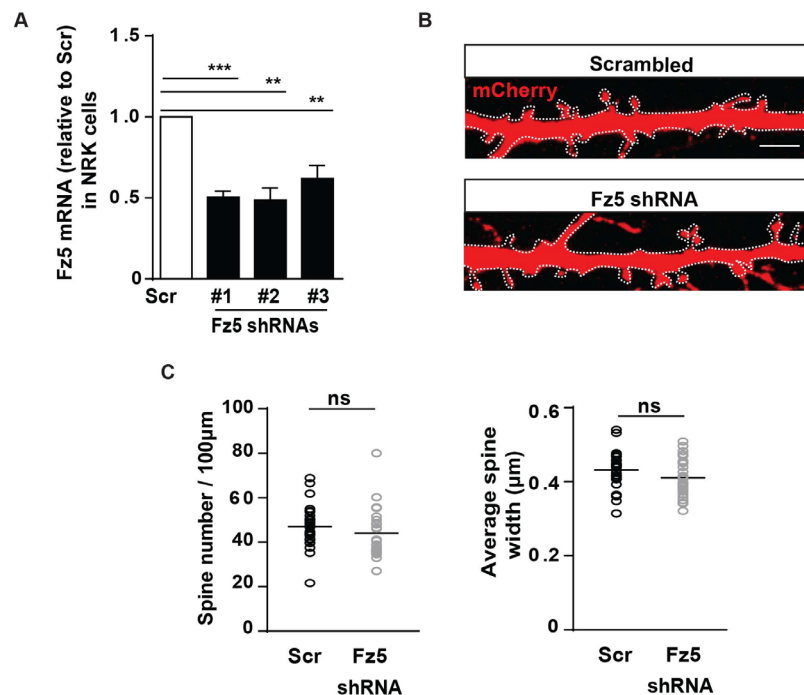 A
Fz5 mRNA (relative to Scr)
in NRK cells
1.5
1.0
0.5
0
***
**
**
Scr
#1
#2
#3
Fz5 shRNAs
B
Scrambled
mCherry
Fz5 shRNA
C
Spine number / 100µm
100
80
60
40
20
0
ns
Scr
Fz5
shRNA
Average spine
width (µm)
0.6
0.4
0.2
0
ns
Scr
Fz5
shRNA